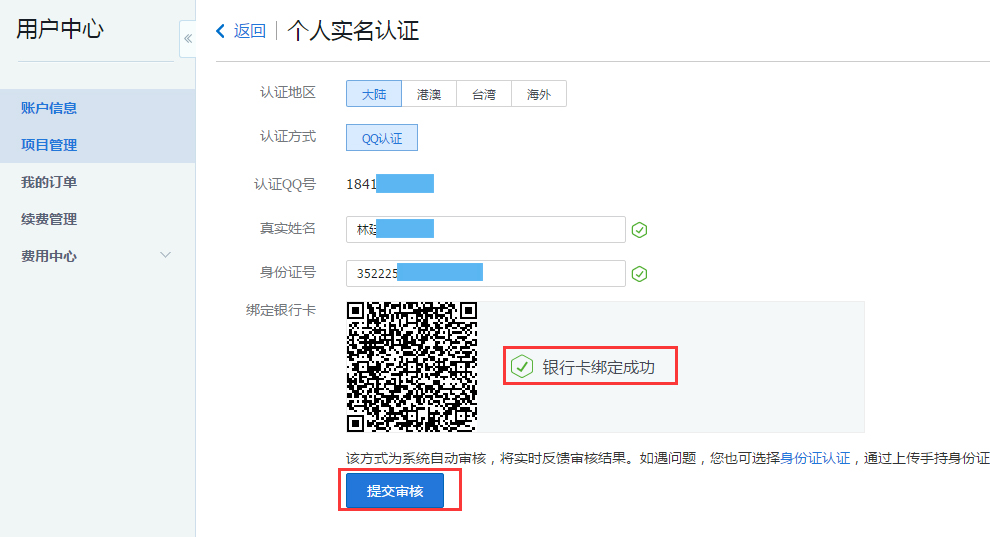 用户中心
«
账户信息
项目管理
我的订单
续费管理
费用中心
返回 | 个人实名认证
认证地区 大陆 港澳 台湾 海外
认证方式 QQ认证
认证QQ号 1841
真实姓名 林
身份证号 352225
绑定银行卡
银行卡绑定成功
该方式为系统自动审核，将实时反馈审核结果。如遇问题，您也可选择身份证认证，通过上传手持身份证
提交审核